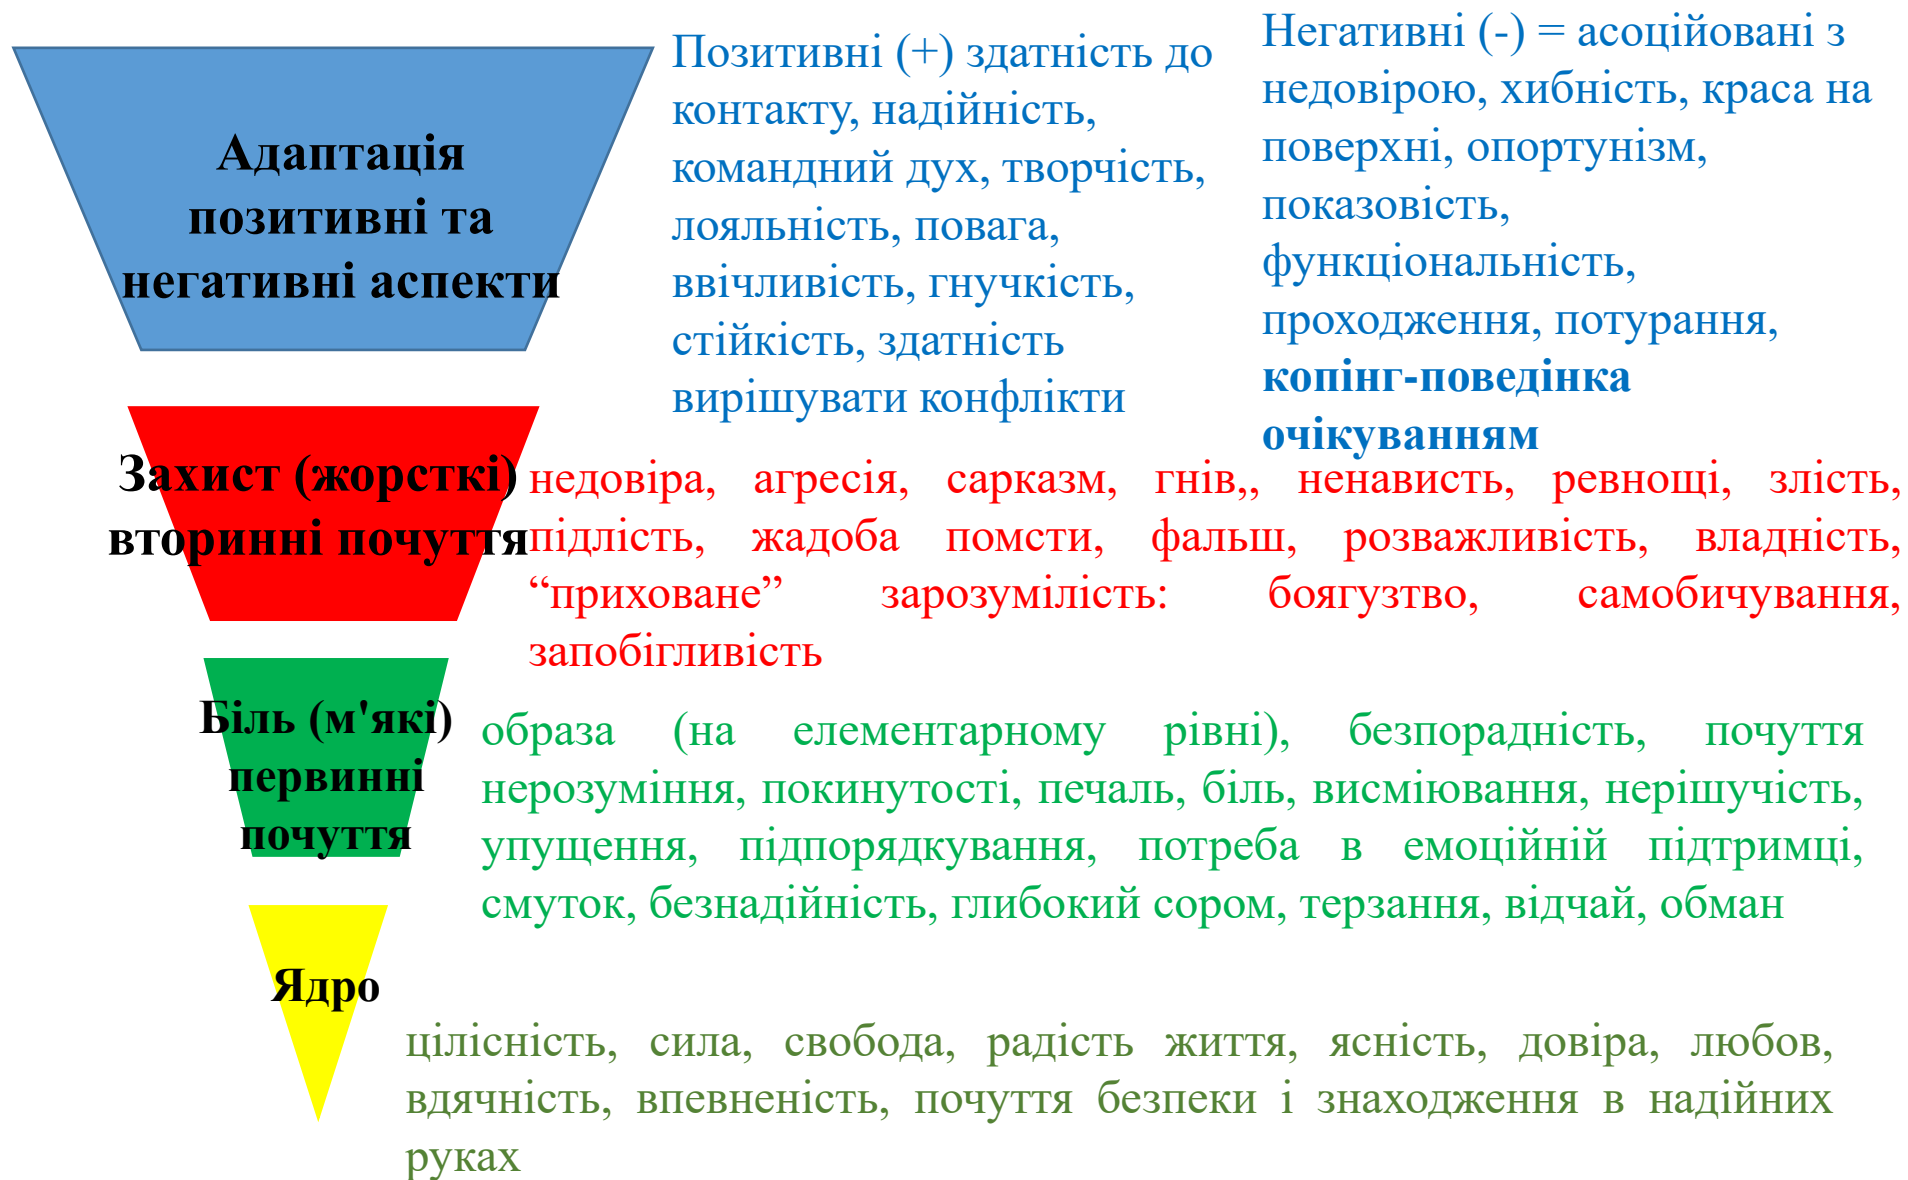 Адаптація
позитивні та
негативні аспекти
Позитивні (+) здатність до
контакту, надійність,
командний дух, творчість,
лояльність, повага,
ввічливість, гнучкість,
стійкість, здатність
вирішувати конфлікти
Негативні (-) = асоційовані з
недовірою, хибність, краса на
поверхні, опортунізм,
показовість,
функціональність,
проходження, потурання,
копінг-поведінка
очікуванням
Захист (жорсткі)
вторинні почуття
недовіра, агресія, сарказм, гнів,, ненависть, ревнощі, злість,
підлість, жадоба помсти, фальш, розважливість, владність,
“приховане” зарозумілість: боягузтво, самобичування,
запобігливість
Біль (м'які)
первинні
почуття
образа (на елементарному рівні), безпорадність, почуття
нерозуміння, покинутості, печаль, біль, висміювання, нерішучість,
упущення, підпорядкування, потреба в емоційній підтримці,
смуток, безнадійність, глибокий сором, терзання, відчай, обман
Ядро
цілісність, сила, свобода, радість життя, ясність, довіра, любов,
вдячність, впевненість, почуття безпеки і знаходження в надійних
руках